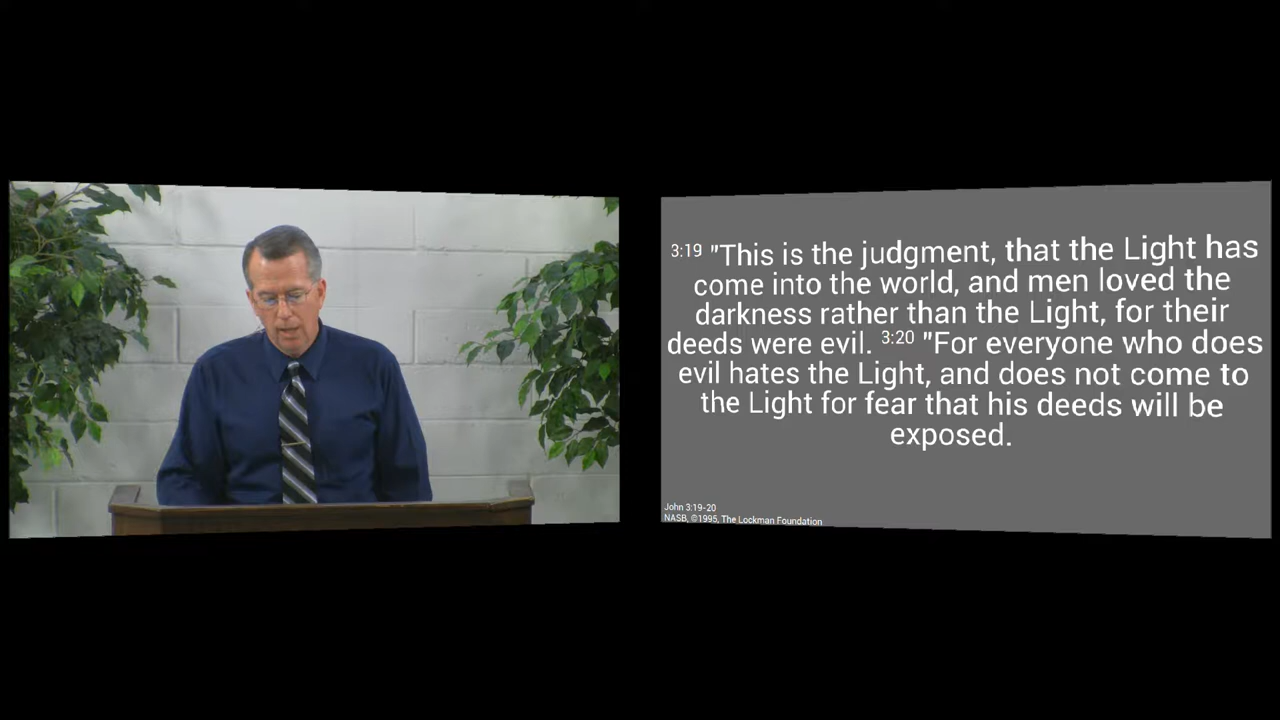 3:19 "This is the judgment, that the Light has
come into the world, and men loved the
darkness rather than the Light, for their
deeds were evil. 3:20 "For everyone who does
evil hates the Light, and does not come to
the Light for fear that his deeds will be
exposed.
John 3:19-20
NASB, ©1995, The Lockman Foundation